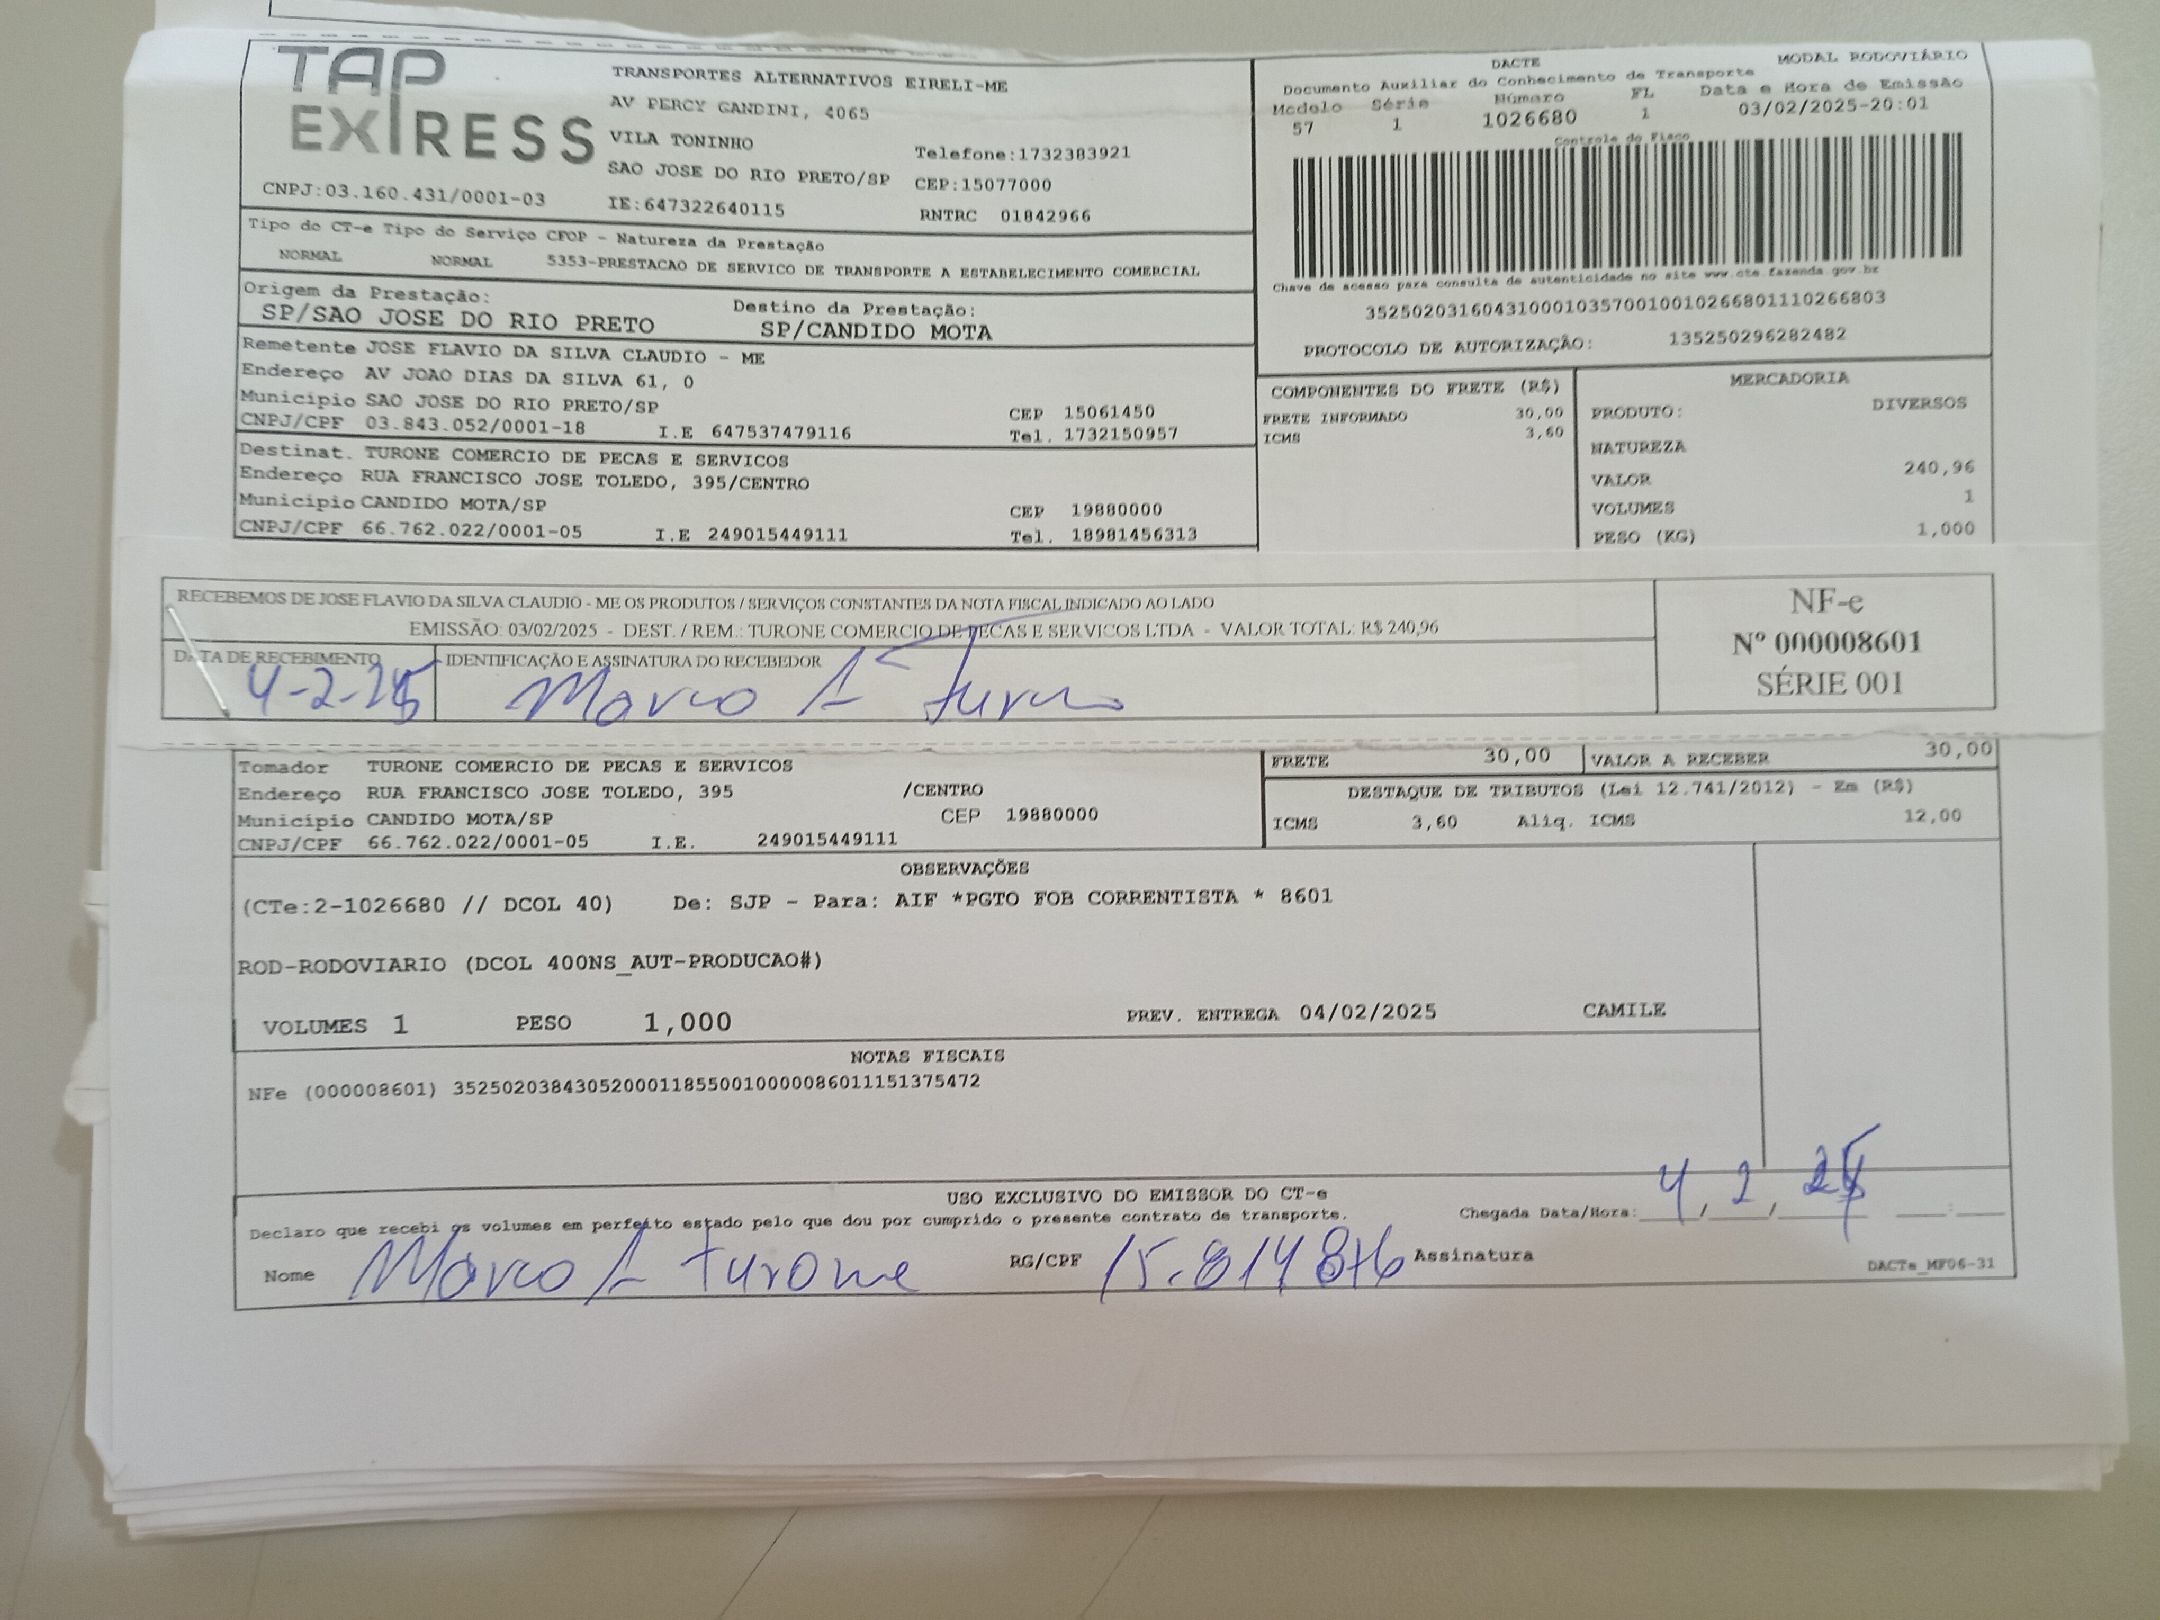 TAP
EXPRESS
TRANSPORTES ALTERNATIVOS EIRELI-ME
AV PERCY GANDINI, 4065
VILA TONINHO
Telefone:1732383921
SAO JOSE DO RIO PRETO/SP CEP:15077000
CNPJ:03.160.431/0001-03 IE:647322640115 RNTRC 01842966
DACTE MODAL RODOVIÁRIO
Documento Auxiliar do Conhecimento de Transporte
Modelo Série Número FL Data e Hora de Emissão
57 1 1026680 1 03/02/2025-20:01
Controle do Fisco
Chave de acesso para consulta de autenticidade no site www.cte.fazenda.gov.br
35250203160431000103570010010266801110266803
PROTOCOLO DE AUTORIZAÇÃO: 135250296282482
Tipo do CT-e Tipo do Serviço CFOP - Natureza da Prestação
NORMAL NORMAL 5353-PRESTACAO DE SERVICO DE TRANSPORTE A ESTABELECIMENTO COMERCIAL
Origem da Prestação: Destino da Prestação:
SP/SAO JOSE DO RIO PRETO SP/CANDIDO MOTA
Remetente JOSE FLAVIO DA SILVA CLAUDIO - ME
Endereço AV JOAO DIAS DA SILVA 61, 0
Município SAO JOSE DO RIO PRETO/SP CEP 15061450
CNPJ/CPF 03.843.052/0001-18 I.E 647537479116 Tel. 1732150957
Destinat. TURONE COMERCIO DE PECAS E SERVICOS
Endereço RUA FRANCISCO JOSE TOLEDO, 395/CENTRO
Município CANDIDO MOTA/SP CEP 19880000
CNPJ/CPF 66.762.022/0001-05 I.E 249015449111 Tel. 18981456313
COMPONENTES DO FRETE (R$)
FRETE INFORMADO 30,00
ICMS 3,60
MERCADORIA
PRODUTO: DIVERSOS
NATUREZA
VALOR 240,96
VOLUMES 1
PESO (KG) 1,000
RECEBEMOS DE JOSE FLAVIO DA SILVA CLAUDIO - ME OS PRODUTOS / SERVIÇOS CONSTANTES DA NOTA FISCAL INDICADO AO LADO
EMISSÃO: 03/02/2025 - DEST. / REM.: TURONE COMERCIO DE PECAS E SERVICOS LTDA - VALOR TOTAL: R$ 240,96
DATA DE RECEBIMENTO IDENTIFICAÇÃO E ASSINATURA DO RECEBEDOR
4-2-25 Marco A Turone
NF-e
Nº 000008601
SÉRIE 001
Tomador TURONE COMERCIO DE PECAS E SERVICOS
Endereço RUA FRANCISCO JOSE TOLEDO, 395 /CENTRO
Município CANDIDO MOTA/SP CEP 19880000
CNPJ/CPF 66.762.022/0001-05 I.E. 249015449111
FRETE 30,00 VALOR A RECEBER 30,00
DESTAQUE DE TRIBUTOS (Lei 12.741/2012) - Em (R$)
ICMS 3,60 Aliq. ICMS 12,00
OBSERVAÇÕES
(CTe:2-1026680 // DCOL 40) De: SJP - Para: AIF *PGTO FOB CORRENTISTA * 8601
ROD-RODOVIARIO (DCOL 400NS_AUT-PRODUCAO#)
VOLUMES 1 PESO 1,000 PREV. ENTREGA 04/02/2025 CAMILE
NOTAS FISCAIS
NFe (000008601) 35250203843052000118550010000086011151375472
USO EXCLUSIVO DO EMISSOR DO CT-e
Declaro que recebi os volumes em perfeito estado pelo que dou por cumprido o presente contrato de transporte. Chegada Data/Hora: 4/2/25 :
Nome Marco A Turone RG/CPF 15.814 Assinatura
DACTe_MF06-31